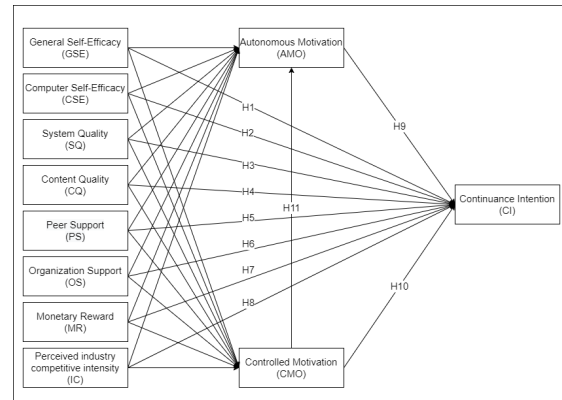 General Self-Efficacy
(GSE)
Computer Self-Efficacy
(CSE)
System Quality
(SQ)
Content Quality
(CQ)
Peer Support
(PS)
Organization Support
(OS)
Monetary Reward
(MR)
Perceived industry
competitive intensity
(IC)
Autonomous Motivation
(AMO)
H1
H2
H3
H4
H11
H5
H6
H7
H8
Controlled Motivation
(CMO)
H9
H10
Continuance Intention
(CI)